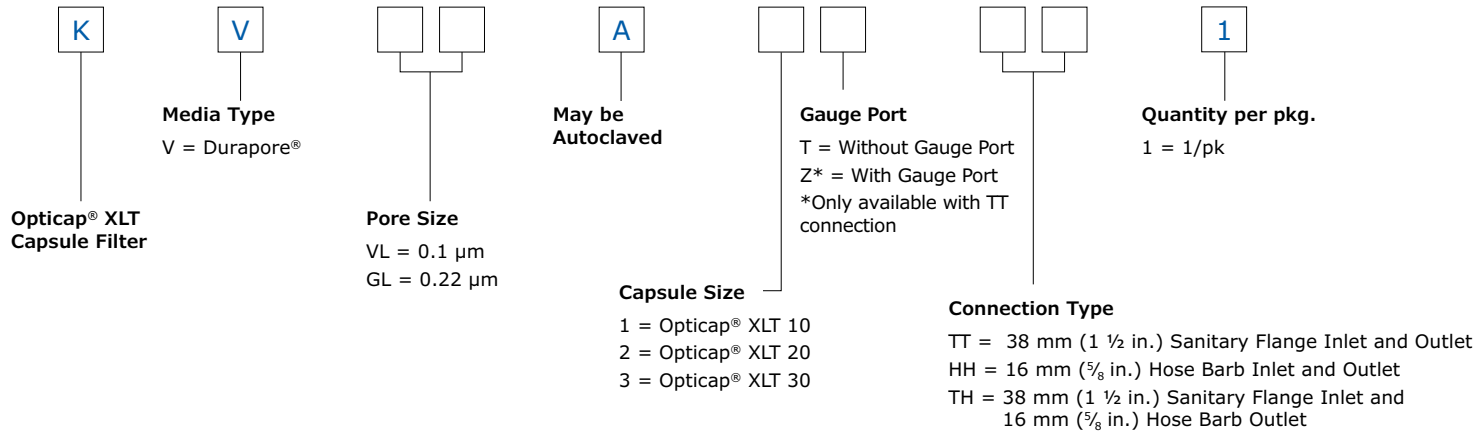 K V A 1
Media Type
V = Durapore®
May be
Autoclaved
Gauge Port
T = Without Gauge Port
Z* = With Gauge Port
*Only available with TT
connection
Quantity per pkg.
1 = 1/pk
Opticap® XLT
Capsule Filter
Pore Size
VL = 0.1 μm
GL = 0.22 μm
Capsule Size
1 = Opticap® XLT 10
2 = Opticap® XLT 20
3 = Opticap® XLT 30
Connection Type
TT = 38 mm (1 ½ in.) Sanitary Flange Inlet and Outlet
HH = 16 mm (⅝ in.) Hose Barb Inlet and Outlet
TH = 38 mm (1 ½ in.) Sanitary Flange Inlet and
16 mm (⅝ in.) Hose Barb Outlet